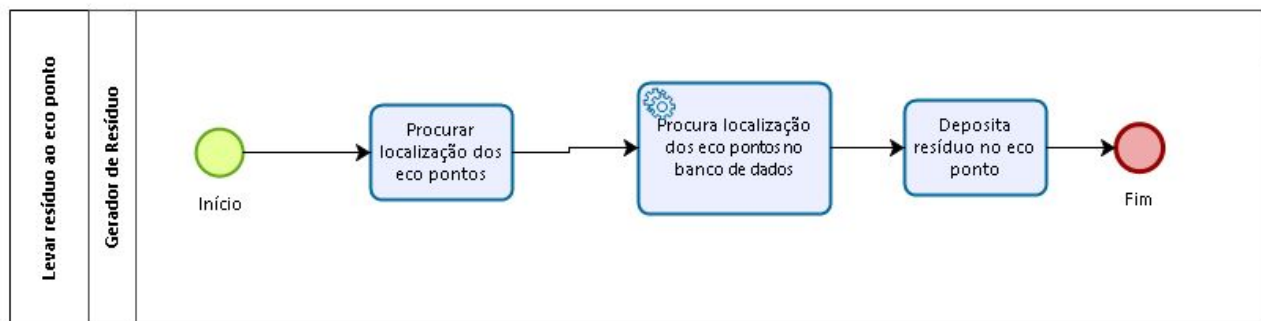 Levar resíduo ao eco ponto
Gerador de Resíduo
Início
Procurar
localização dos
eco pontos
Procura localização
dos eco pontos no
banco de dados
Deposita
resíduo no eco
ponto
Fim